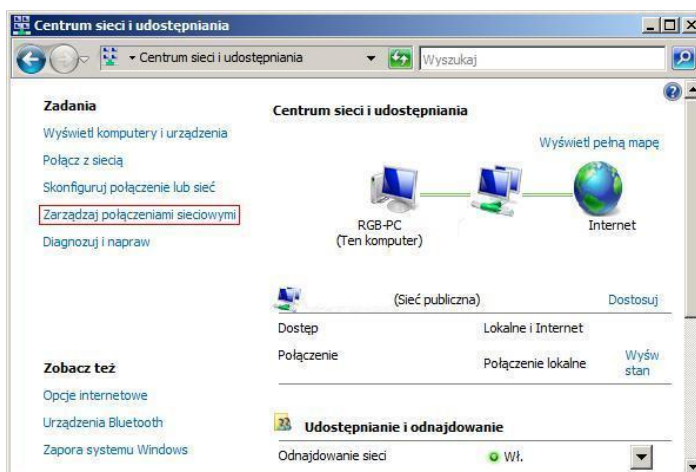 Centrum sieci i udostępniania
Centrum sieci i udostępniania
Wyszukaj
Zadania
Wyświetl komputery i urządzenia
Połącz z siecią
Skonfiguruj połączenie lub sieć
Zarządzaj połączeniami sieciowymi
Diagnozuj i napraw
Zobacz też
Opcje internetowe
Urządzenia Bluetooth
Zapora systemu Windows
Centrum sieci i udostępniania
Wyświetl pełną mapę
RGB-PC
(Ten komputer)
Internet
(Sieć publiczna) Dostosuj
Dostęp Lokalne i Internet
Połączenie Połączenie lokalne Wyśw
stan
Udostępnianie i odnajdowanie
Odnajdowanie sieci Wł.